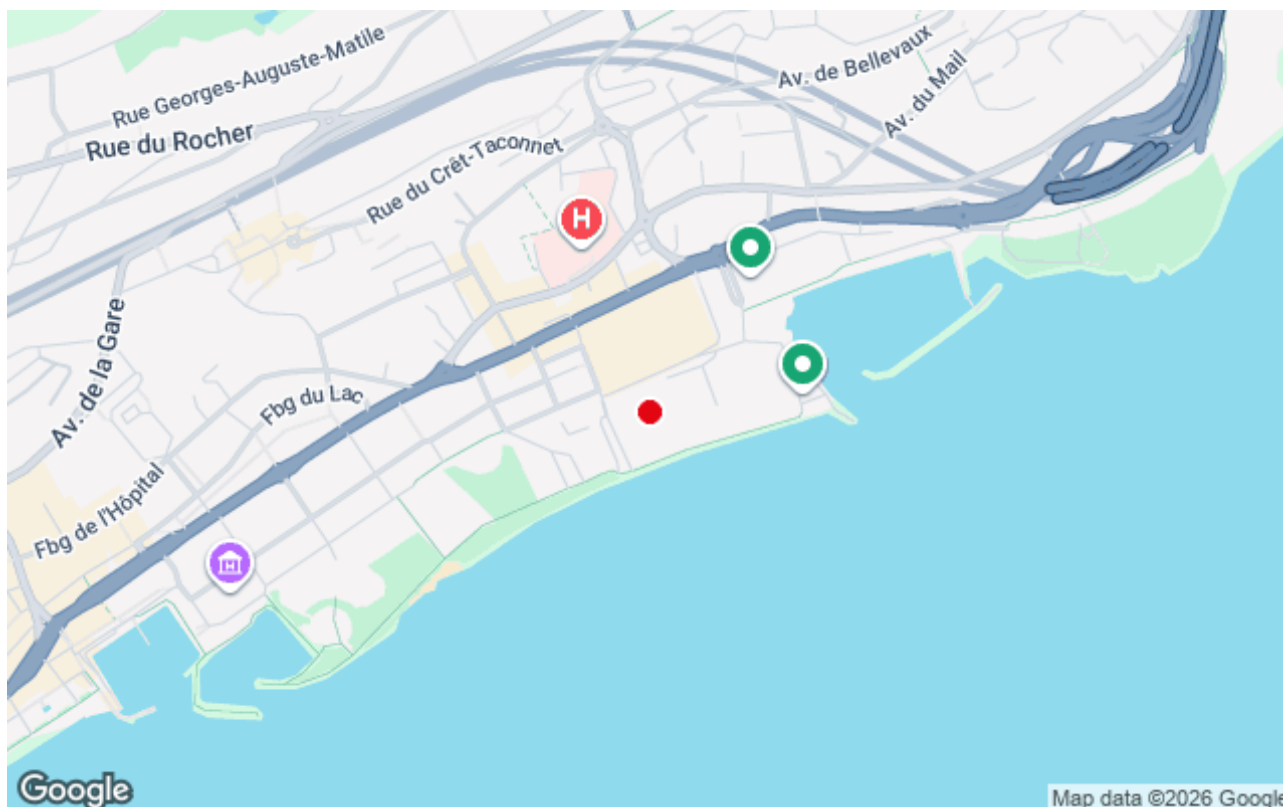 Rue Georges-Auguste-Matile
Av. de Bellevaux
Rue du Rocher
Av. du Mail
Rue du Crêt-Taconnet
H
Av. de la Gare
Fbg du Lac
Fbg de l'Hôpital
H
Google
Map data ©2026 Google